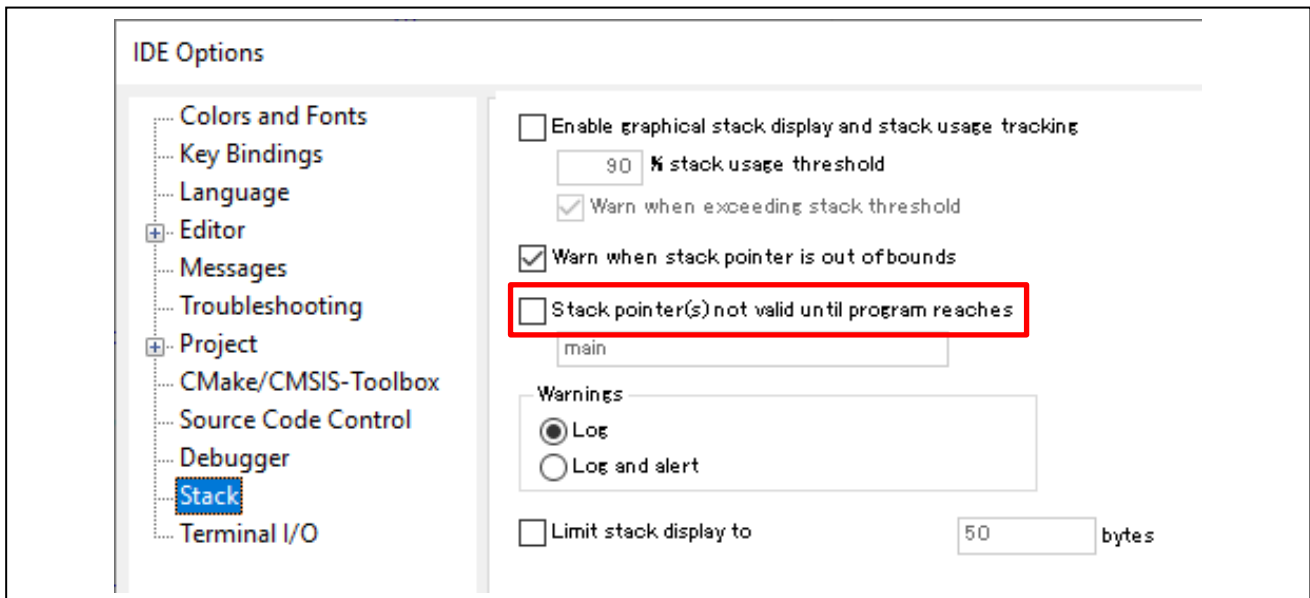 IDE Options
Colors and Fonts
Key Bindings
Language
Editor
Messages
Troubleshooting
Project
CMake/CMSIS-Toolbox
Source Code Control
Debugger
Stack
Terminal I/O
Enable graphical stack display and stack usage tracking
90 % stack usage threshold
Warn when exceeding stack threshold
Warn when stack pointer is out of bounds
Stack pointer(s) not valid until program reaches
main
Warnings
Log
Log and alert
Limit stack display to 50 bytes